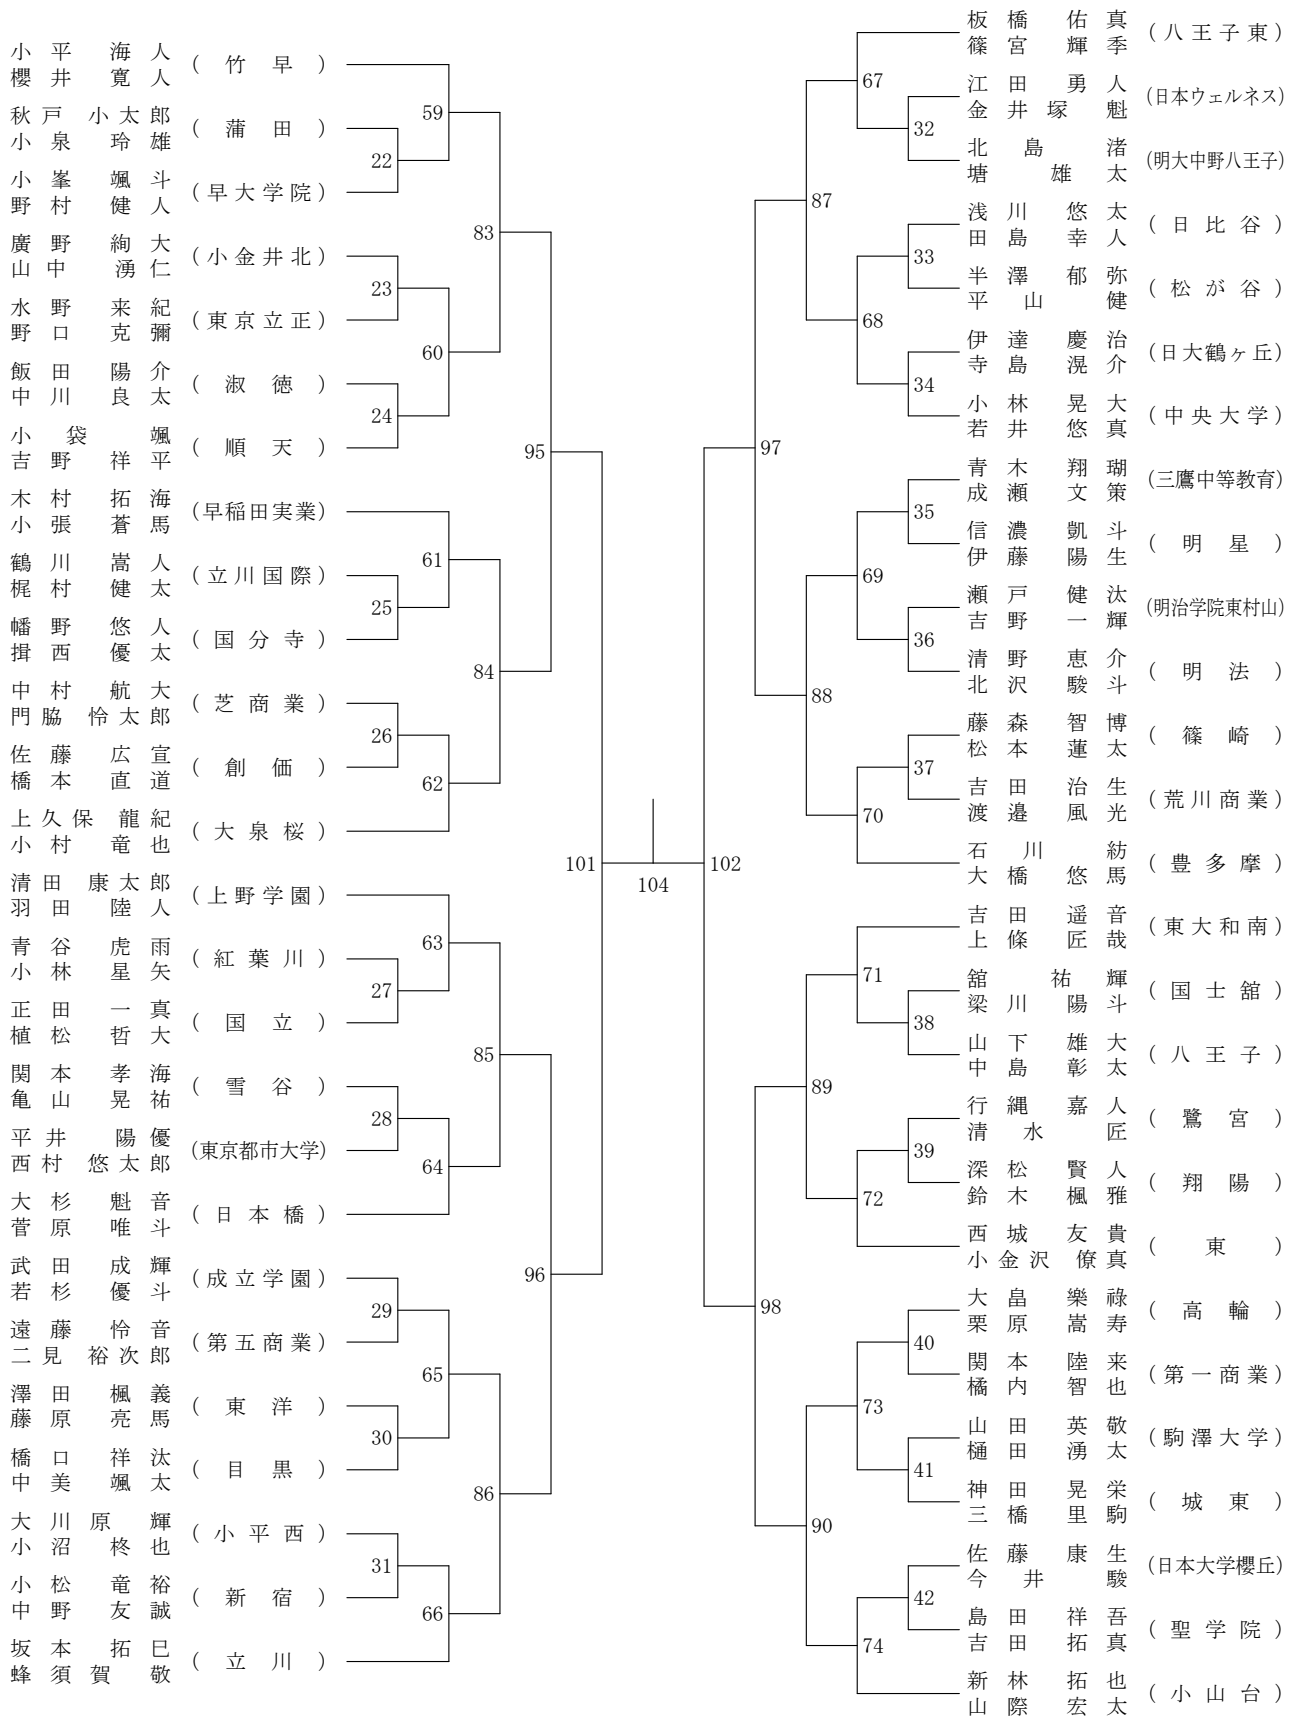 小平 海人
櫻井 寛人
(竹早)
秋戸 小太郎
小泉 玲雄
(蒲田)
小峯 颯斗
野村 健人
(早大学院)
廣野 絢大
山中 湧仁
(小金井北)
水野 来紀
野口 克彌
(東京立正)
飯田 陽介
中川 良太
(淑徳)
小袋 颯
吉野 祥平
(順天)
木村 拓海
小張 蒼馬
(早稲田実業)
鶴川 嵩人
梶村 健太
(立川国際)
幡野 悠人
揖西 優太
(国分寺)
中村 航大
門脇 怜太郎
(芝商業)
佐藤 広宣
橋本 直道
(創価)
上久保 龍紀
小村 竜也
(大泉桜)
清田 康太郎
羽田 陸人
(上野学園)
青谷 虎雨
小林 星矢
(紅葉川)
正田 一真
植松 哲大
(国立)
関本 孝海
亀山 晃祐
(雪谷)
平井 陽優
西村 悠太郎
(東京都市大学)
大杉 魁音
菅原 唯斗
(日本橋)
武田 成輝
若杉 優斗
(成立学園)
遠藤 怜音
二見 裕次郎
(第五商業)
澤田 楓義
藤原 亮馬
(東洋)
橋口 祥汰
中美 颯太
(目黒)
大川原 輝
小沼 柊也
(小平西)
小松 竜裕
中野 友誠
(新宿)
坂本 拓巳
蜂須賀 敬
(立川)
22
23
24
25
26
27
28
29
30
31
59
60
61
62
63
64
65
66
83
84
85
86
95
96
101
104
102
97
98
87
88
89
90
67
68
69
70
71
72
73
74
32
33
34
35
36
37
38
39
40
41
42
板橋 佑真
篠宮 輝季
(八王子東)
江田 勇人
金井塚 魁
(日本ウェルネス)
北島 渚
塘 雄太
(明大中野八王子)
浅川 悠太
田島 幸人
(日比谷)
半澤 郁弥
平山 健
(松が谷)
伊達 慶治
寺島 滉介
(日大鶴ヶ丘)
小林 晃大
若井 悠真
(中央大学)
青木 翔瑚
成瀬 文策
(三鷹中等教育)
信濃 凱斗
伊藤 陽生
(明星)
瀬戸 健汰
吉野 一輝
(明治学院東村山)
清野 恵介
北沢 駿斗
(明法)
藤森 智博
松本 蓮太
(篠崎)
吉田 治生
渡邉 風光
(荒川商業)
石川 紡
大橋 悠馬
(豊多摩)
吉田 遥音
上條 匠哉
(東大和南)
舘 祐輝
梁川 陽斗
(国士舘)
山下 雄大
中島 彰太
(八王子)
行縄 嘉人
清水 匠
(鷺宮)
深松 賢人
鈴木 楓雅
(翔陽)
西城 友貴
小金沢 僚真
(東)
大畠 樂祿
栗原 嵩寿
(高輪)
関本 陸来
橘内 智也
(第一商業)
山田 英敬
樋田 湧太
(駒澤大学)
神田 晃栄
三橋 里駒
(城東)
佐藤 康生
今井 駿
(日本大学櫻丘)
島田 祥吾
吉田 拓真
(聖学院)
新林 拓也
山際 宏太
(小山台)